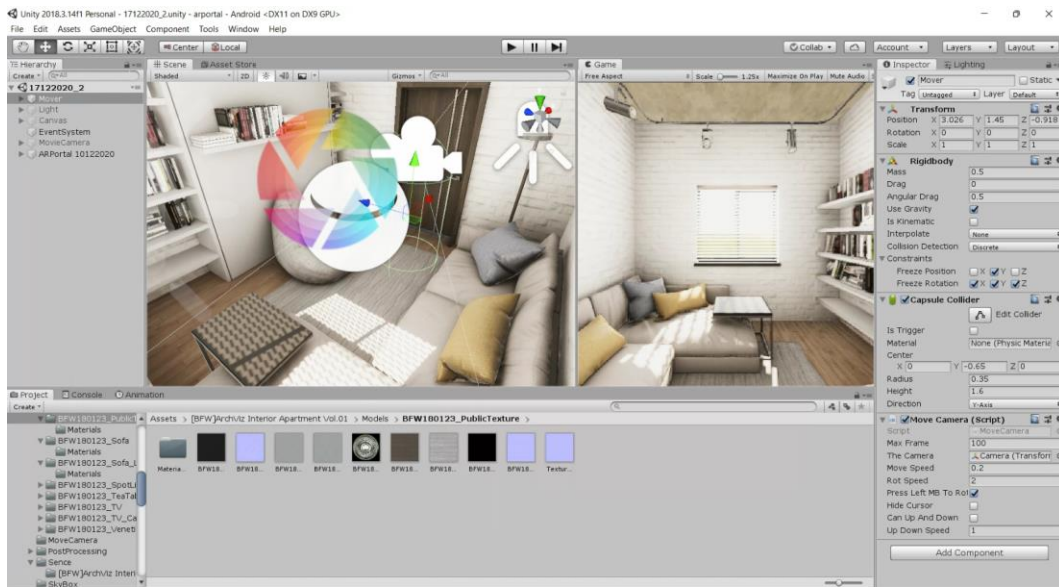 Unity 2018.3.14f1 Personal - 17122020_2.unity - arportal - Android <DX11 on DX9 GPU>
File Edit Assets GameObject Component Tools Window Help
Center Local
Collab Account Layers Layout
Hierarchy
Create All
17122020_2
Mover
Light
Canvas
EventSystem
MovieCamera
ARPortal 10122020
Scene Asset Store
Shaded 2D Gizmos All
Game
Free Aspect Scale 1.25x Maximize On Play Mute Audio
Inspector Lighting
Mover Static
Tag Untagged Layer Default
Transform
Position X 3.026 Y 1.45 Z -0.918
Rotation X 0 Y 0 Z 0
Scale X 1 Y 1 Z 1
Rigidbody
Mass 0.5
Drag 0
Angular Drag 0.5
Use Gravity
Is Kinematic
Interpolate None
Collision Detection Discrete
Constraints
Freeze Position X Y Z
Freeze Rotation X Y Z
Capsule Collider
Edit Collider
Is Trigger
Material None (Physic Materia
Center
X 0 Y -0.65 Z 0
Radius 0.35
Height 1.6
Direction Y-Axis
Move Camera (Script)
Script MoveCamera
Max Frame 100
The Camera Camera (Transforn
Move Speed 0.2
Rot Speed 2
Press Left MB To Rot
Hide Cursor
Can Up And Down
Up Down Speed 1
Add Component
Project Console Animation
Create
BFW180123_PublicT
Materials
BFW180123_Sofa
Materials
BFW180123_Sofa_L
Materials
BFW180123_SpotLi
BFW180123_TeaTal
BFW180123_TV
BFW180123_TV_Ca
BFW180123_Veneti
MoveCamera
PostProcessing
Sence
[BFW]ArchViz Interi
SkyBox
Assets > [BFW]ArchViz Interior Apartment Vol.01 > Models > BFW180123_PublicTexture >
Materia... BFW18... BFW18... BFW18... BFW18... BFW18... BFW18... BFW18... BFW18... BFW18... Textur...